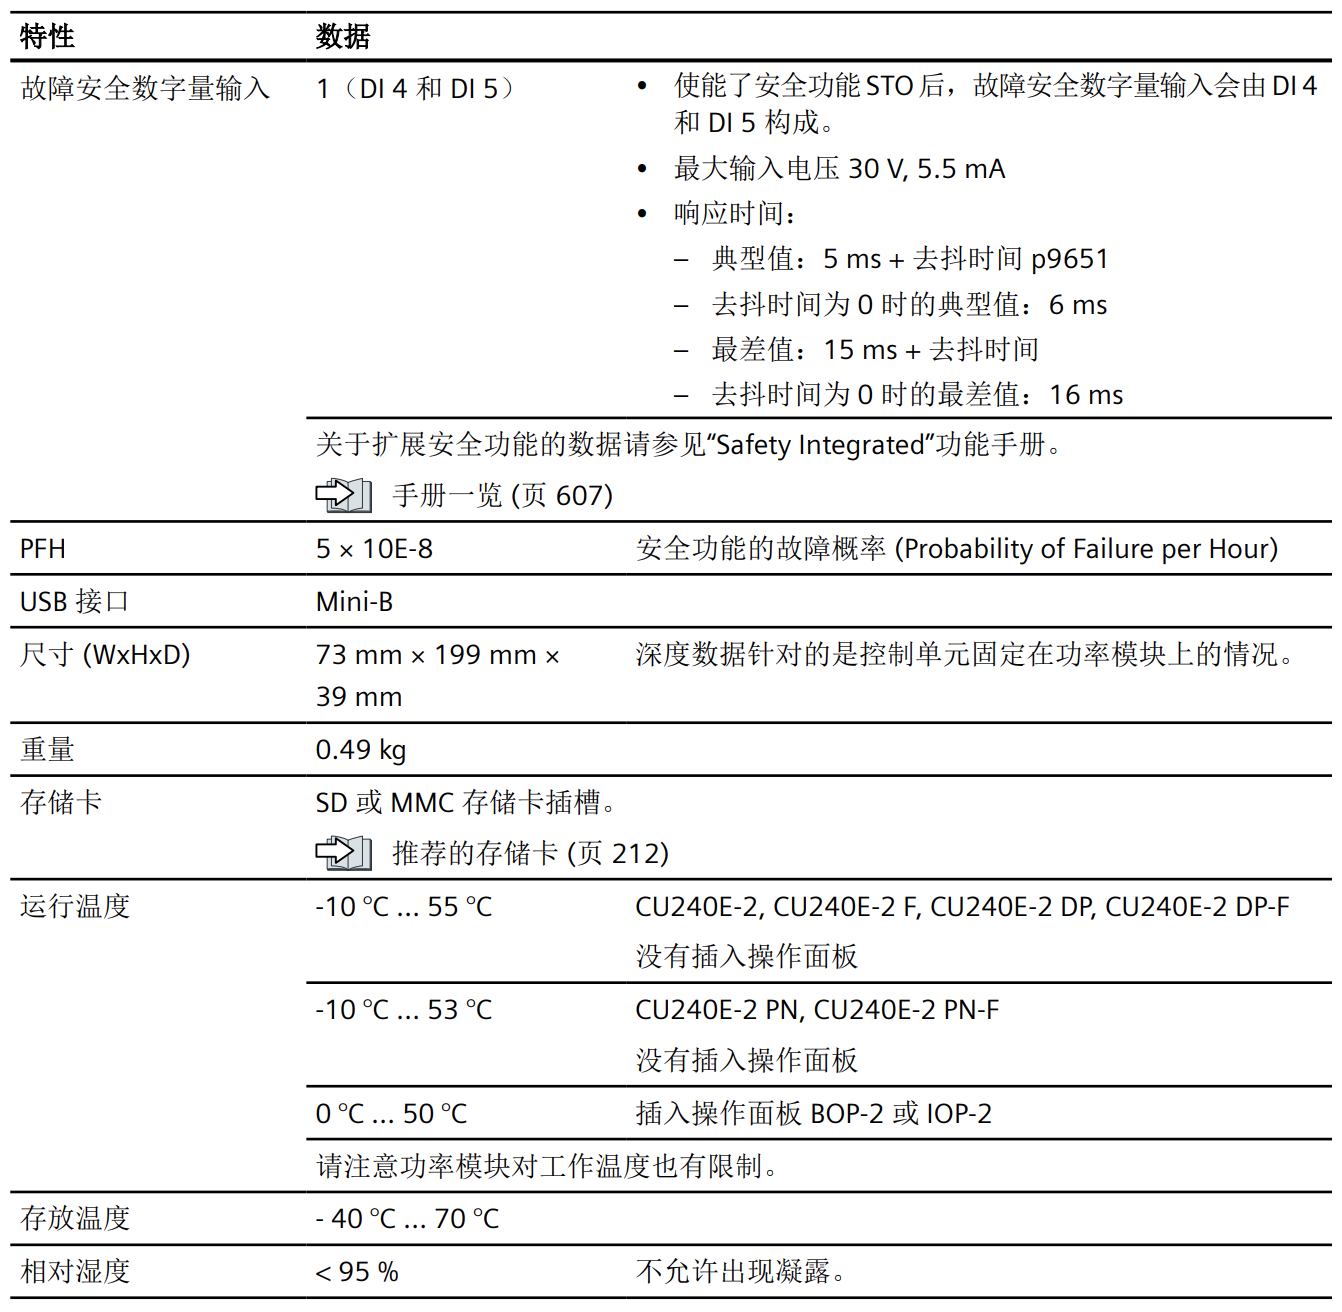 特性 数据
故障安全数字量输入 1（DI 4 和 DI 5） • 使能了安全功能 STO 后，故障安全数字量输入会由 DI 4
和 DI 5 构成。
• 最大输入电压 30 V, 5.5 mA
• 响应时间：
– 典型值：5 ms + 去抖时间 p9651
– 去抖时间为 0 时的典型值：6 ms
– 最差值：15 ms + 去抖时间
– 去抖时间为 0 时的最差值：16 ms
关于扩展安全功能的数据请参见“Safety Integrated”功能手册。
手册一览 (页 607)
PFH 5 × 10E-8 安全功能的故障概率 (Probability of Failure per Hour)
USB 接口 Mini-B
尺寸 (WxHxD) 73 mm × 199 mm × 深度数据针对的是控制单元固定在功率模块上的情况。
39 mm
重量 0.49 kg
存储卡 SD 或 MMC 存储卡插槽。
推荐的存储卡 (页 212)
运行温度 -10 °C … 55 °C CU240E-2, CU240E-2 F, CU240E-2 DP, CU240E-2 DP-F
没有插入操作面板
-10 °C … 53 °C CU240E-2 PN, CU240E-2 PN-F
没有插入操作面板
0 °C … 50 °C 插入操作面板 BOP-2 或 IOP-2
请注意功率模块对工作温度也有限制。
存放温度 - 40 °C … 70 °C
相对湿度 < 95 % 不允许出现凝露。